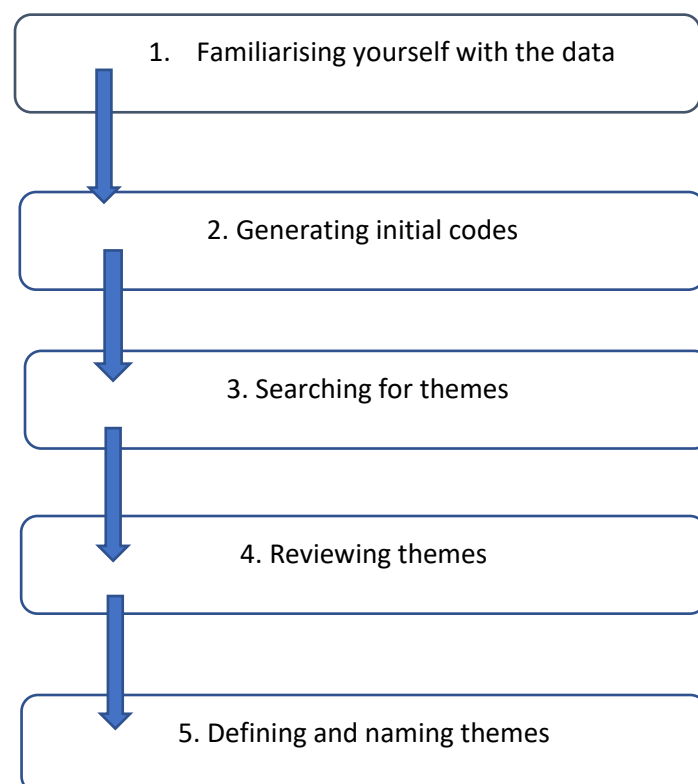 1. Familiarising yourself with the data
2. Generating initial codes
3. Searching for themes
4. Reviewing themes
5. Defining and naming themes